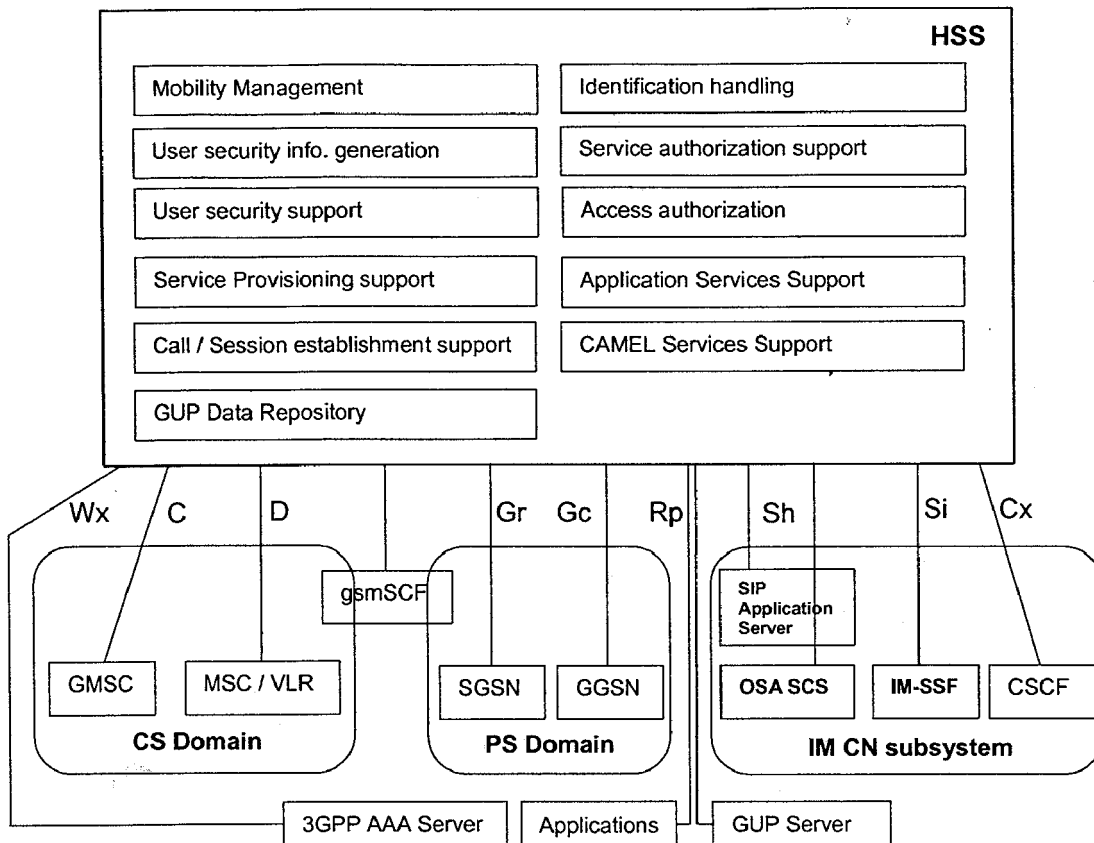 HSS
Mobility Management
Identification handling
User security info. generation
Service authorization support
User security support
Access authorization
Service Provisioning support
Application Services Support
Call / Session establishment support
CAMEL Services Support
GUP Data Repository
Wx
C
D
Gr
Gc
Rp
Sh
Si
Cx
gsmSCF
SIP
Application
Server
GMSC
MSC / VLR
SGSN
GGSN
OSA SCS
IM-SSF
CSCF
CS Domain
PS Domain
IM CN subsystem
3GPP AAA Server
Applications
GUP Server